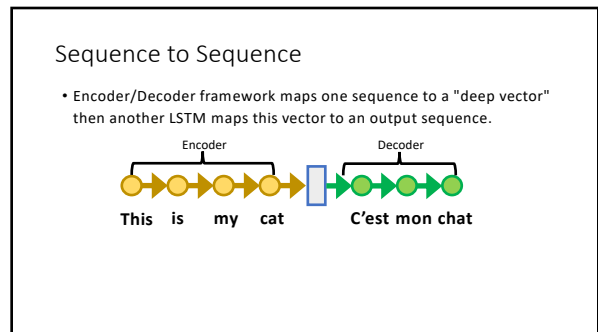 Sequence to Sequence
• Encoder/Decoder framework maps one sequence to a "deep vector"
then another LSTM maps this vector to an output sequence.
Encoder Decoder
This is my cat C’est mon chat